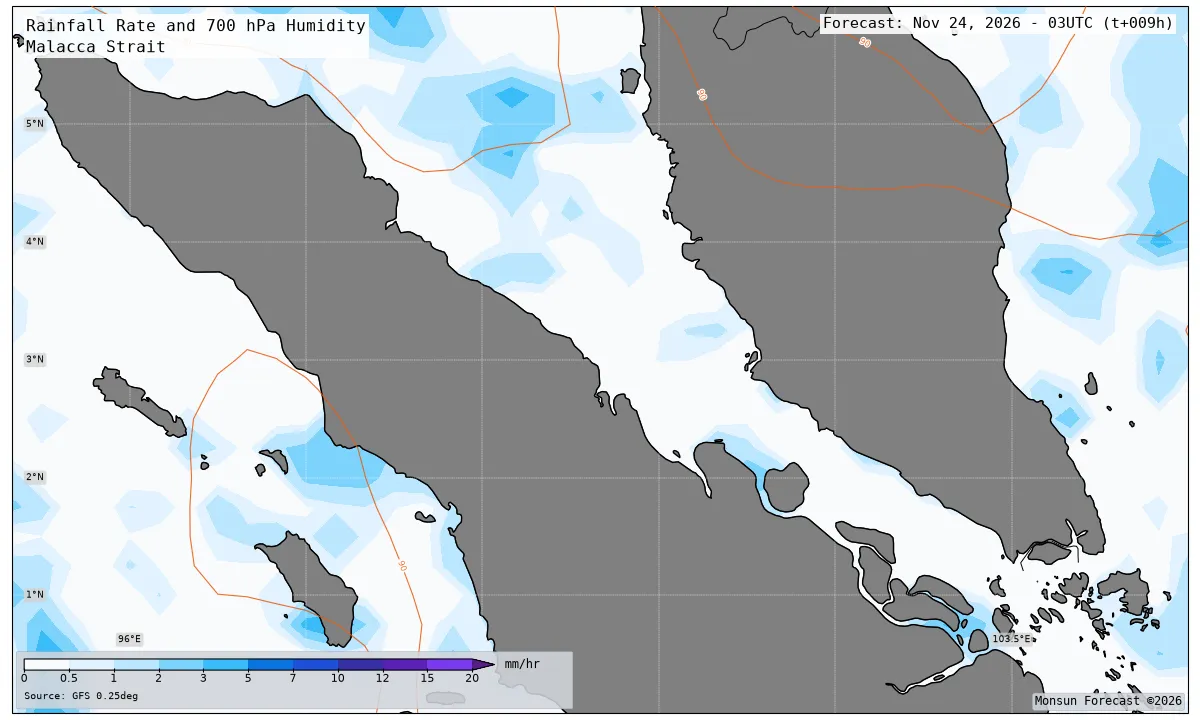 Rainfall Rate and 700 hPa Humidity
Malacca Strait
Forecast: Nov 24, 2026 - 03UTC (t+009h)
90
90
5°N
4°N
3°N
2°N
90
1°N
96°E
103.5°E
mm/hr
0 0.5 1 2 3 5 7 10 12 15 20
Source: GFS 0.25deg
Monsun Forecast ©2026